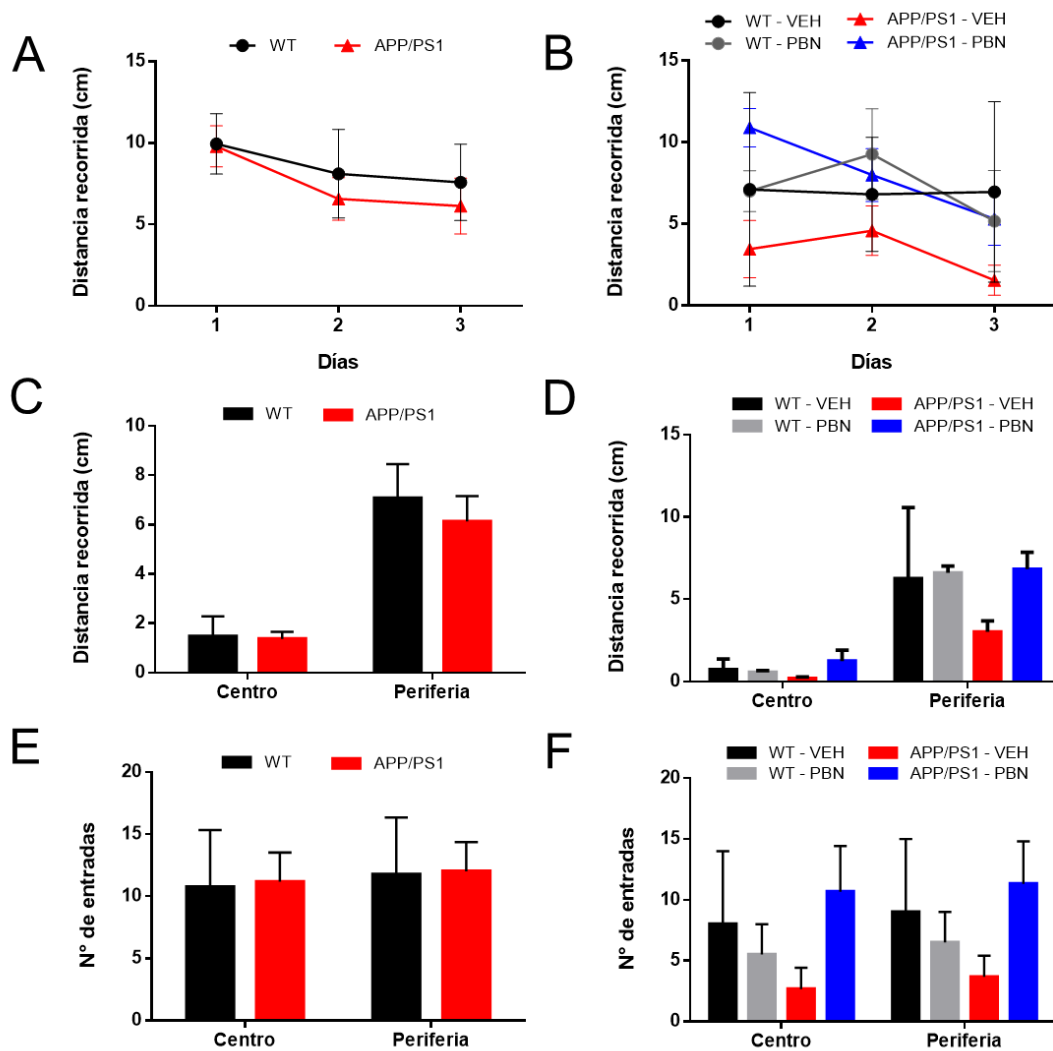 A
WT APP/PS1
Distancia recorrida (cm)
15
10
5
0
1 2 3
Días
B
WT - VEH APP/PS1 - VEH
WT - PBN APP/PS1 - PBN
Distancia recorrida (cm)
15
10
5
0
1 2 3
Días
C
WT APP/PS1
Distancia recorrida (cm)
10
8
6
4
2
0
Centro Periferia
D
WT - VEH APP/PS1 - VEH
WT - PBN APP/PS1 - PBN
Distancia recorrida (cm)
15
10
5
0
Centro Periferia
E
WT APP/PS1
N° de entradas
20
15
10
5
0
Centro Periferia
F
WT - VEH APP/PS1 - VEH
WT - PBN APP/PS1 - PBN
N° de entradas
20
15
10
5
0
Centro Periferia